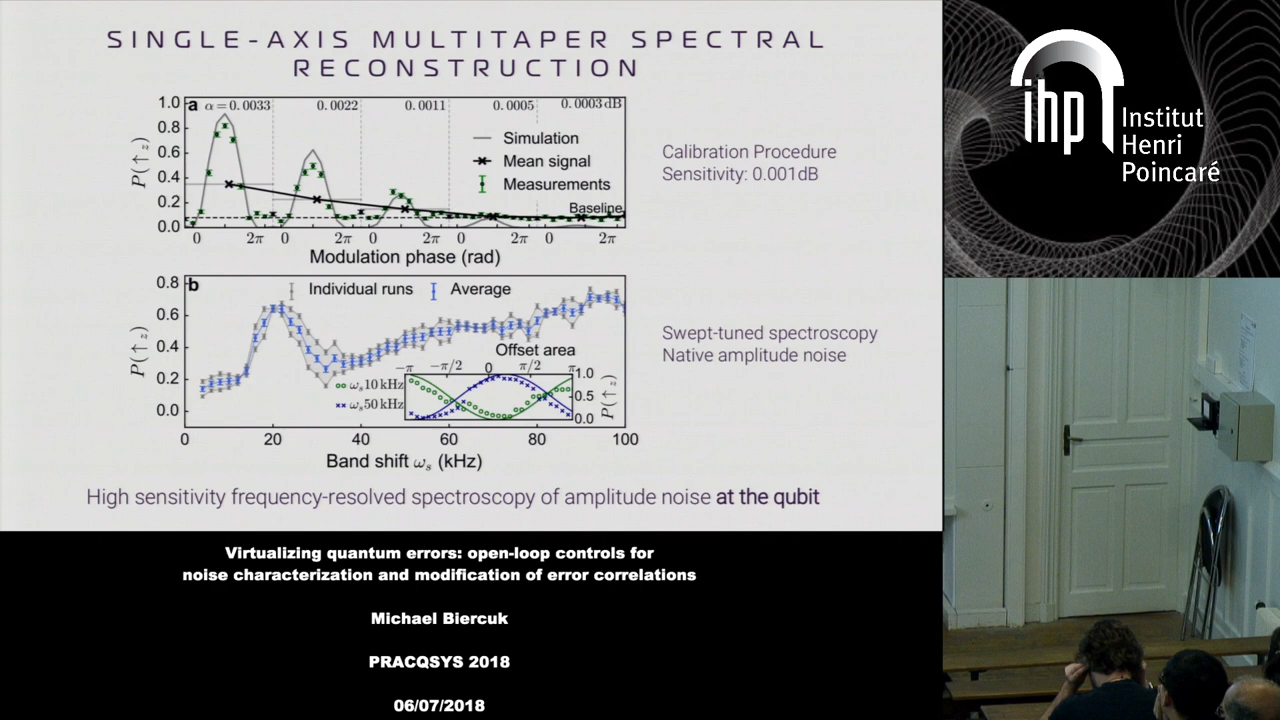 SINGLE-AXIS MULTITAPER SPECTRAL
RECONSTRUCTION
a
α=0.0033
0.0022
0.0011
0.0005
0.0003 dB
1.0
0.8
0.6
0.4
0.2
0.0
P(↑z)
Simulation
Mean signal
Measurements
Baseline
0 2π 0 2π 0 2π 0 2π 0 2π
Modulation phase (rad)
Calibration Procedure
Sensitivity: 0.001dB
b
Individual runs
Average
0.8
0.6
0.4
0.2
0.0
P(↑z)
Offset area
−π −π/2 0 π/2 π
ωs10 kHz
ωs50 kHz
1.0
0.5
0.0
P(↑z)
0 20 40 60 80 100
Band shift ωs (kHz)
Swept-tuned spectroscopy
Native amplitude noise
High sensitivity frequency-resolved spectroscopy of amplitude noise at the qubit
ihp
Institut
Henri
Poincaré
Virtualizing quantum errors: open-loop controls for
noise characterization and modification of error correlations
Michael Biercuk
PRACQSYS 2018
06/07/2018